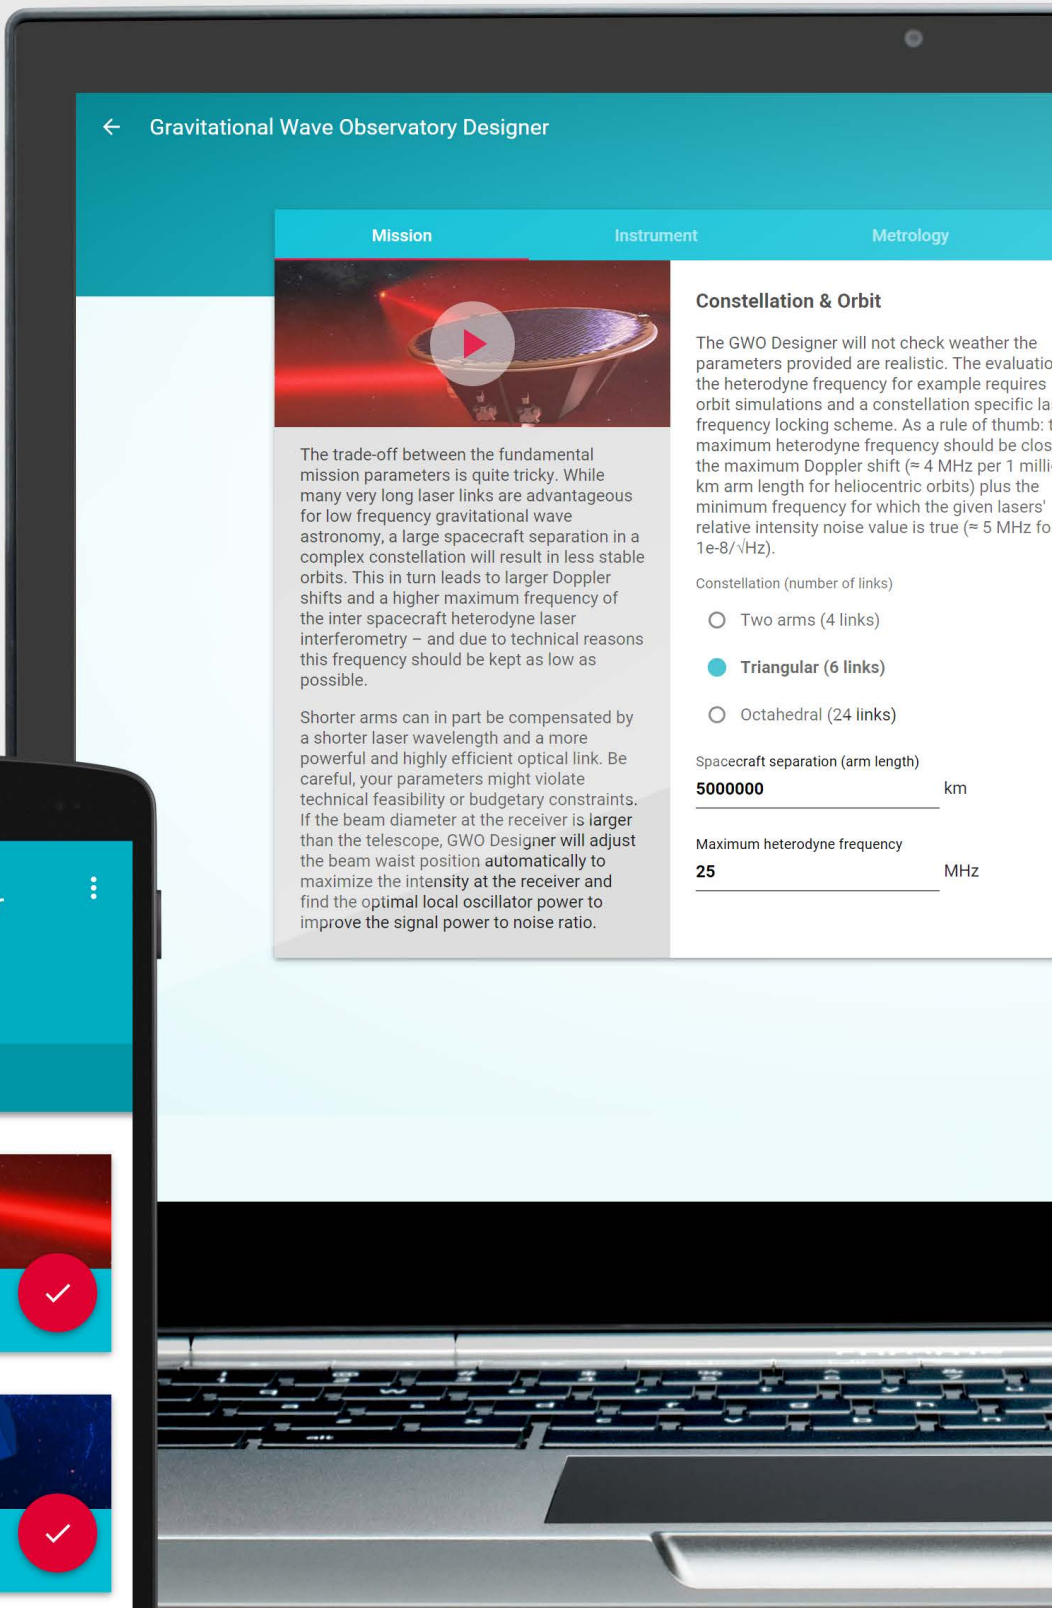 Gravitational Wave Observatory Designer
Mission
Instrument
Metrology
The trade-off between the fundamental
mission parameters is quite tricky. While
many very long laser links are advantageous
for low frequency gravitational wave
astronomy, a large spacecraft separation in a
complex constellation will result in less stable
orbits. This in turn leads to larger Doppler
shifts and a higher maximum frequency of
the inter spacecraft heterodyne laser
interferometry – and due to technical reasons
this frequency should be kept as low as
possible.
Shorter arms can in part be compensated by
a shorter laser wavelength and a more
powerful and highly efficient optical link. Be
careful, your parameters might violate
technical feasibility or budgetary constraints.
If the beam diameter at the receiver is larger
than the telescope, GWO Designer will adjust
the beam waist position automatically to
maximize the intensity at the receiver and
find the optimal local oscillator power to
improve the signal power to noise ratio.
Constellation & Orbit
The GWO Designer will not check weather the
parameters provided are realistic. The
the heterodyne frequency for example requires
orbit simulations and a constellation specific
frequency locking scheme. As a rule of thumb:
maximum heterodyne frequency should be
the maximum Doppler shift (≈ 4 MHz per 1
km arm length for heliocentric orbits) plus the
minimum frequency for which the given lasers'
relative intensity noise value is true (≈ 5 MHz
1e-8/√Hz).
Constellation (number of links)
Two arms (4 links)
Triangular (6 links)
Octahedral (24 links)
Spacecraft separation (arm length)
5000000 km
Maximum heterodyne frequency
25 MHz
alt